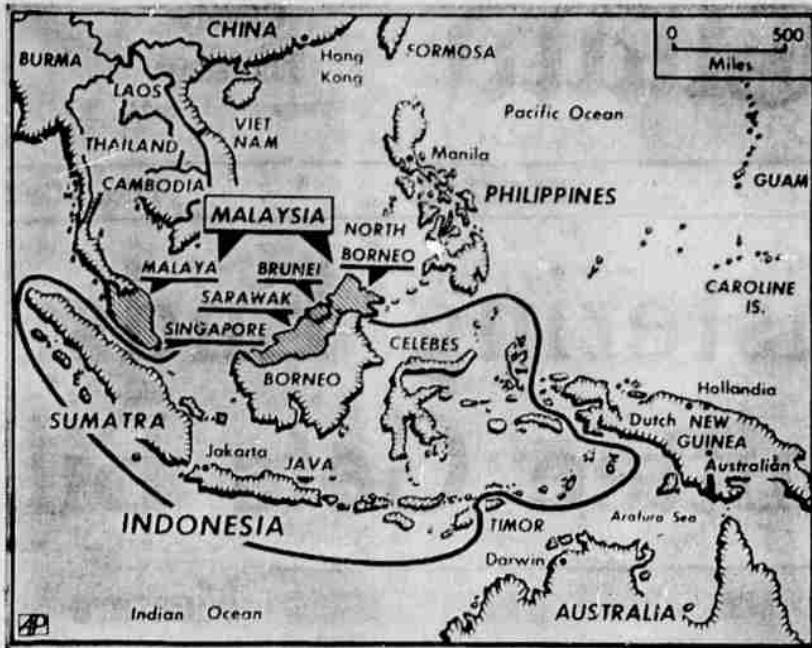 CHINA
BURMA
Hong
Kong
FORMOSA
0 500
Miles
LAOS
VIET
NAM
Pacific Ocean
THAILAND
Manila
GUAM
CAMBODIA
PHILIPPINES
MALAYSIA
NORTH
BORNEO
MALAYA
BRUNEI
SARAWAK
SINGAPORE
CAROLINE
IS.
CELEBES
BORNEO
Hollandia
SUMATRA
Dutch NEW
GUINEA
Jakarta
JAVA
Australian
INDONESIA
TIMOR
Arafura Sea
Darwin
Indian Ocean
AUSTRALIA
AP